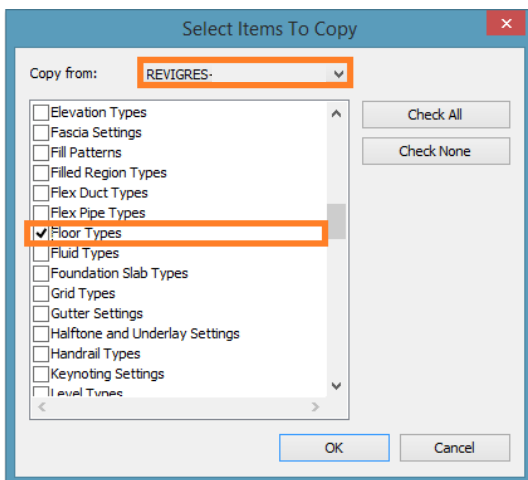 Select Items To Copy
Copy from: REVIGRES-
Elevation Types
Fascia Settings
Fill Patterns
Filled Region Types
Flex Duct Types
Flex Pipe Types
Floor Types
Fluid Types
Foundation Slab Types
Grid Types
Gutter Settings
Halftone and Underlay Settings
Handrail Types
Keynoting Settings
Level Types
Check All
Check None
OK Cancel